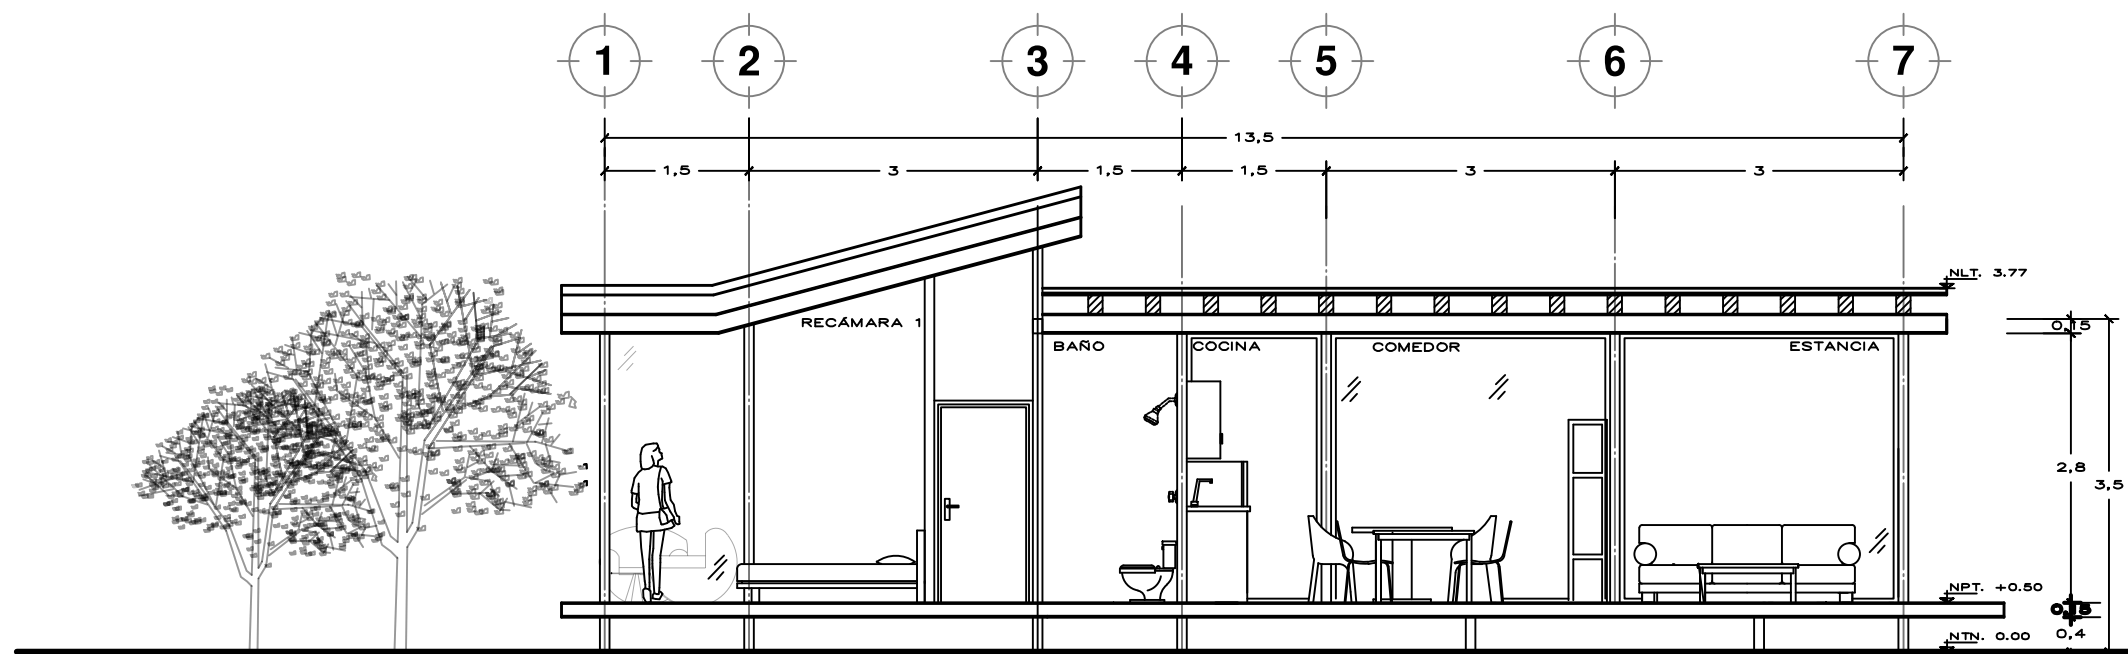 1 2 3 4 5 6 7
13,5
1,5 3 1,5 1,5 3 3
NLT. 3.77
RECÁMARA 1
0,15
BAÑO COCINA COMEDOR ESTANCIA
2,8
3,5
NPT. +0.50
NTN. 0.00
0,4